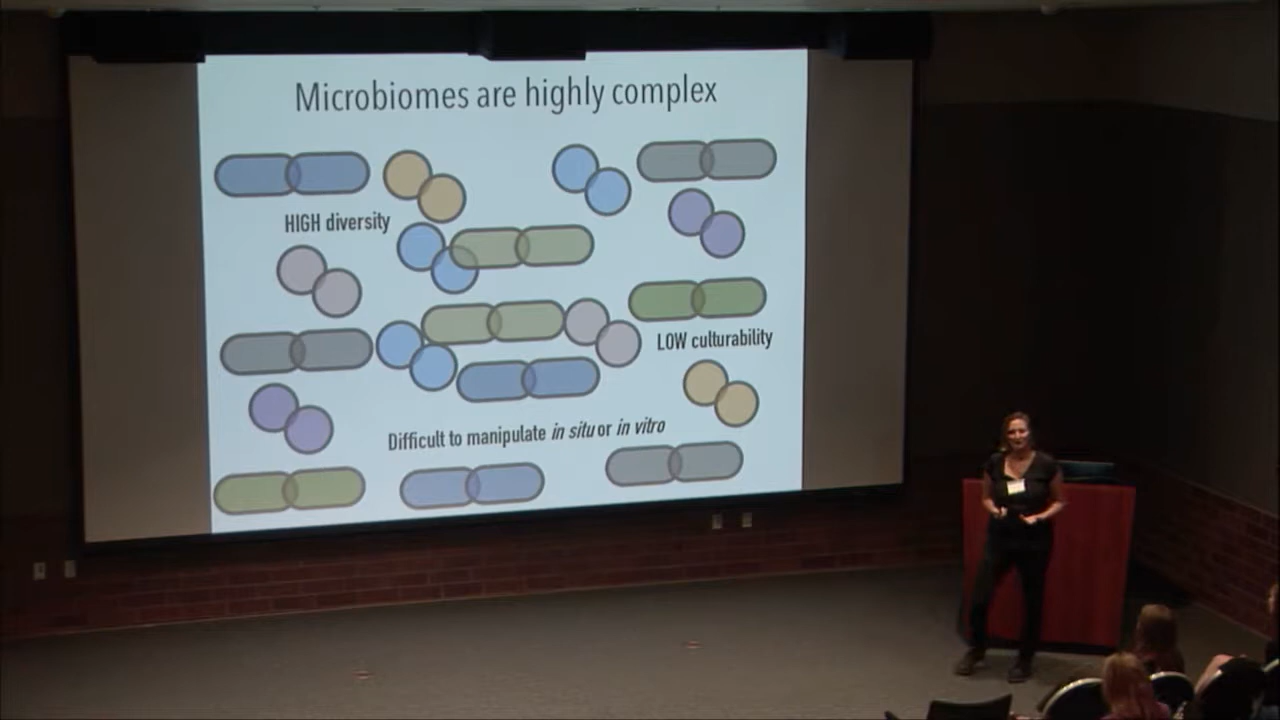 Microbiomes are highly complex
HIGH diversity
LOW culturability
Difficult to manipulate in situ or in vitro